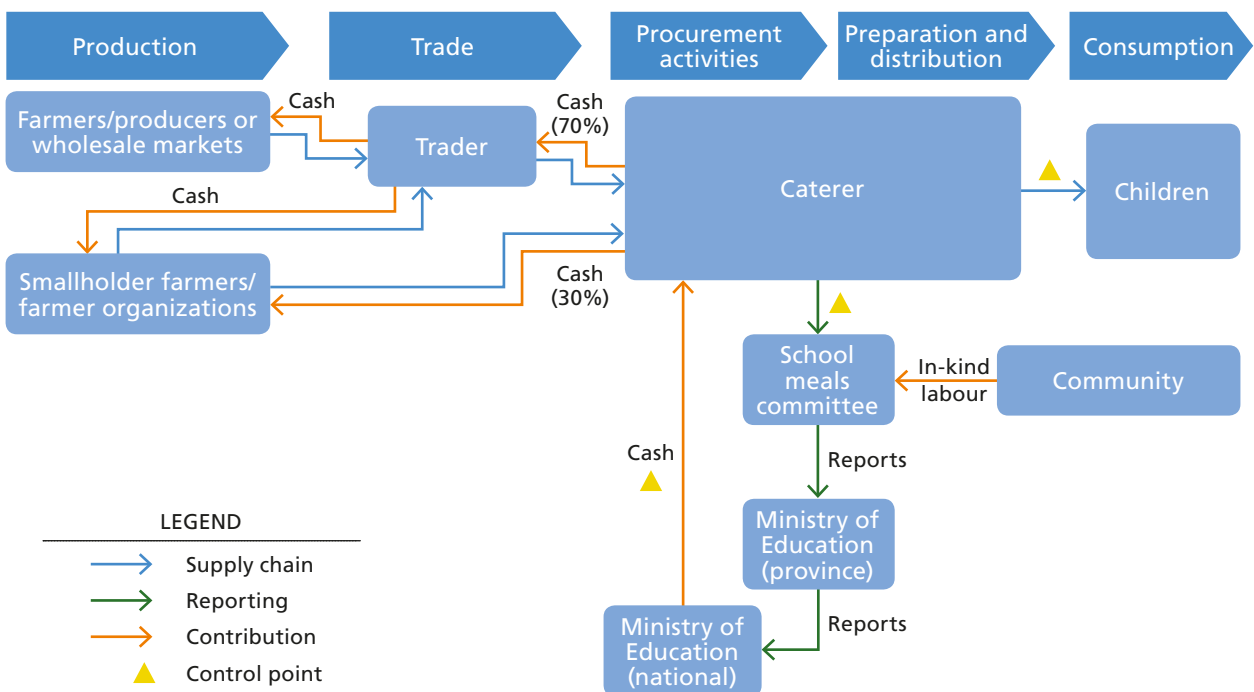 Production
Trade
Procurement
activities
Preparation and
distribution
Consumption
Farmers/producers or
wholesale markets
Cash
Trader
Cash
(70%)
Caterer
Children
Cash
Smallholder farmers/
farmer organizations
Cash
(30%)
School
meals
committee
In-kind
labour
Community
Cash
Reports
Ministry of
Education
(province)
Reports
Ministry of
Education
(national)
LEGEND
Supply chain
Reporting
Contribution
Control point